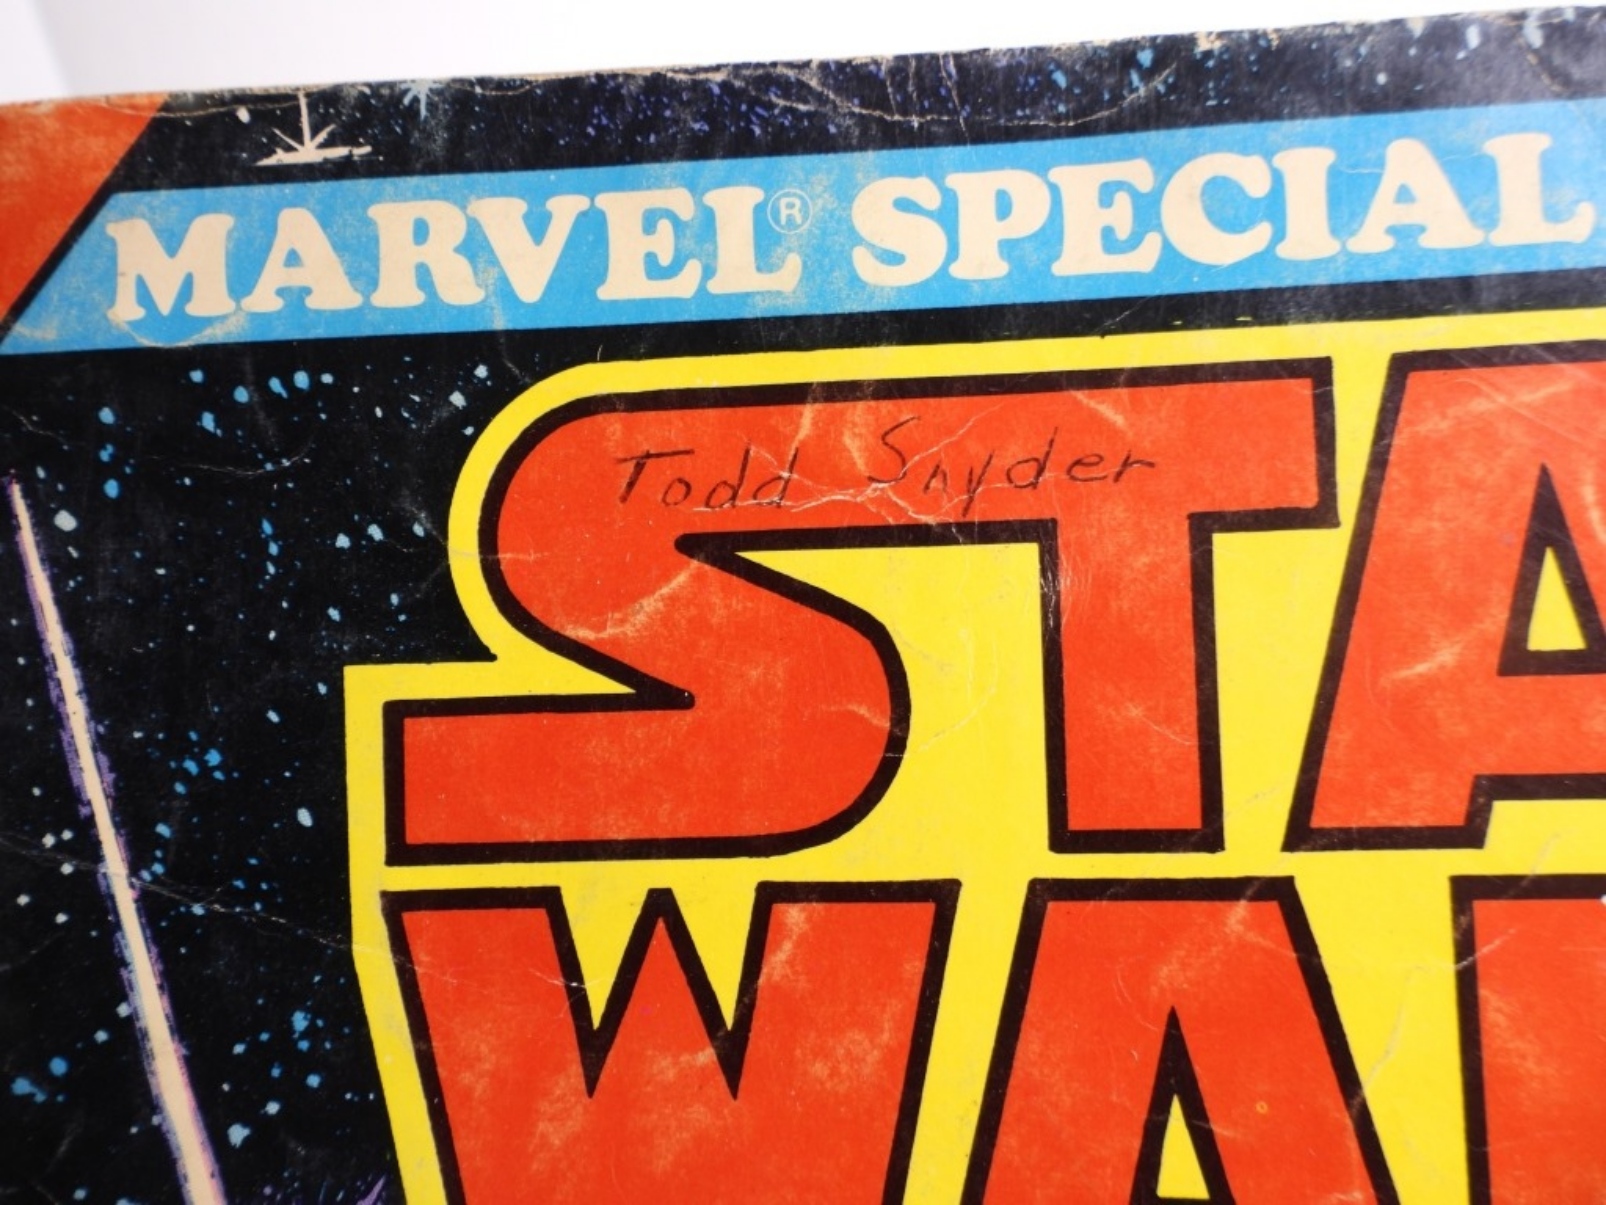 MARVEL® SPECIAL
Todd Snyder
STA
WA